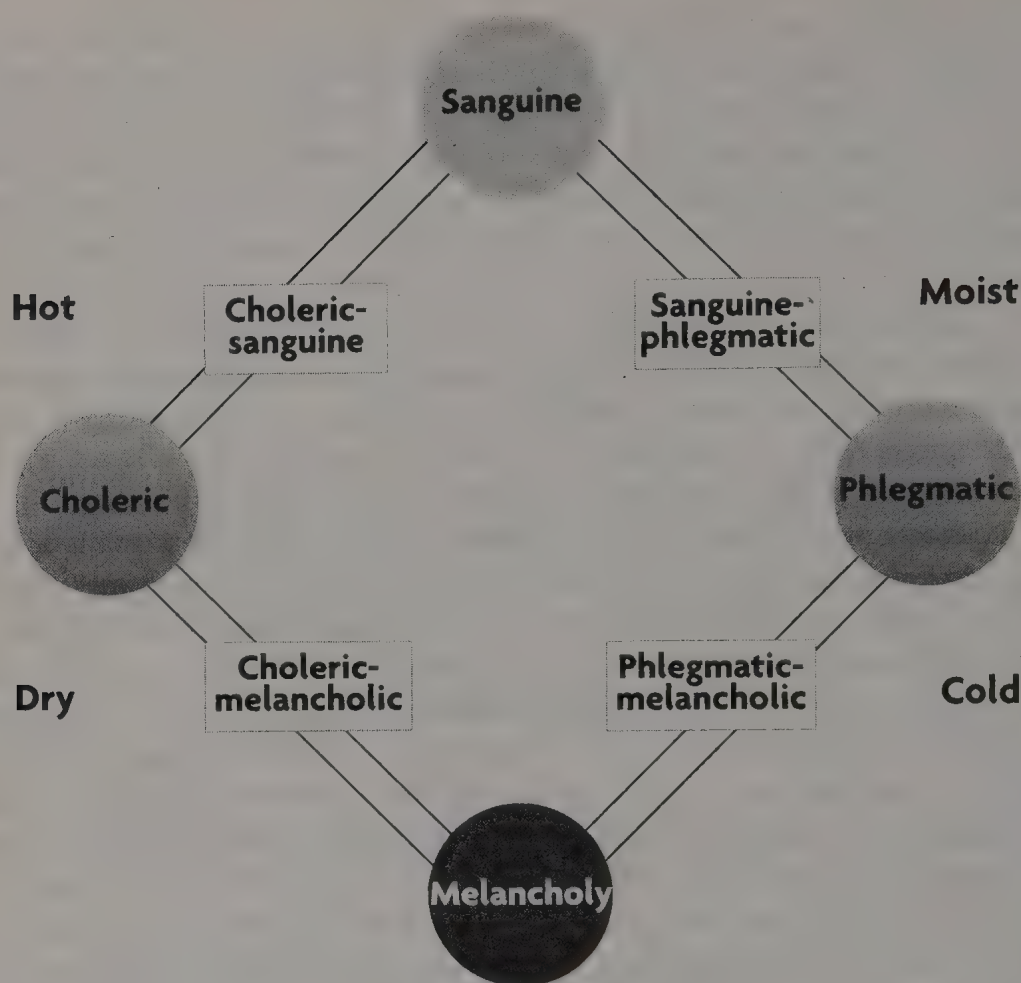 Sanguine
Hot
Choleric-
sanguine
Sanguine-
phlegmatic
Moist
Choleric
Phlegmatic
Dry
Choleric-
melancholic
Phlegmatic-
melancholic
Cold
Melancholy